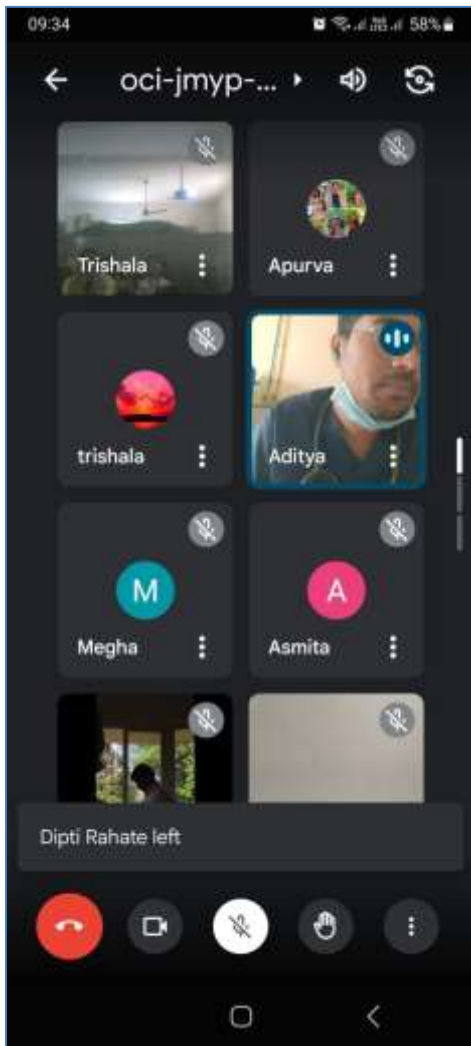 09:34 58%
oci-jmyp-...
Trishala
Apurva
trishala
Aditya
M
Megha
A
Asmita
Dipti Rahate left